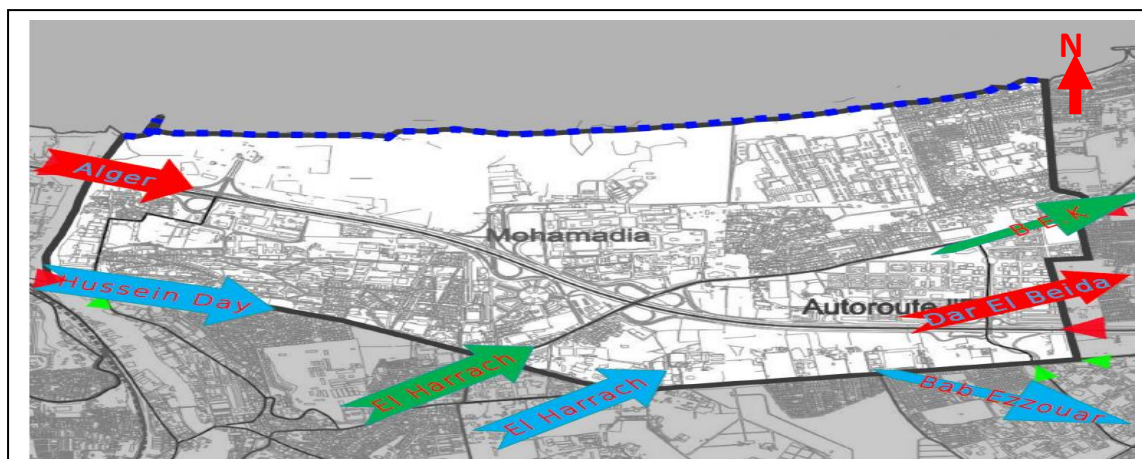 N
Alger
Mohamadia
B E K
Hussein Day
Autoroute
Dar El Beida
El Harrach
El Harrach
Bab Ezzouar